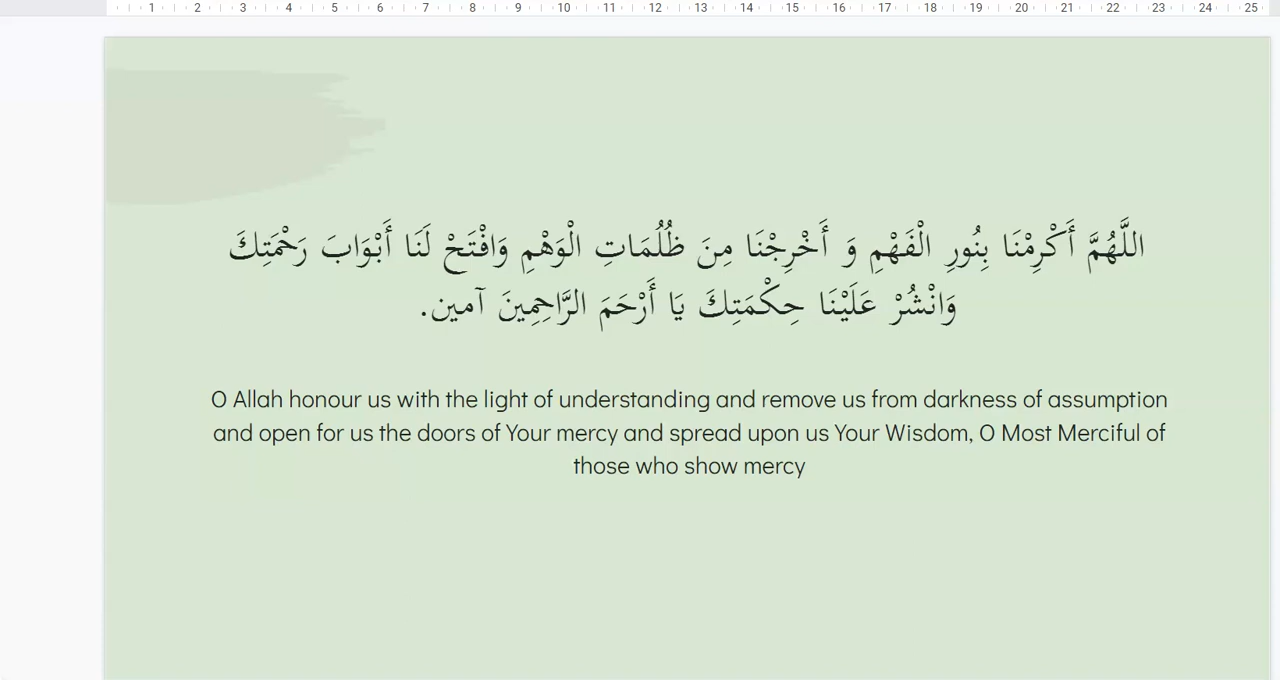 1 2 3 4 5 6 7 8 9 10 11 12 13 14 15 16 17 18 19 20 21 22 23 24 25
اللَّهُمَّ أَكْرِمْنَا بِنُورِ الْفَهْمِ وَ أَخْرِجْنَا مِنَ ظُلُمَاتِ الْوَهْمِ وَافْتَحْ لَنَا أَبْوَابَ رَحْمَتِكَ
وَانْشُرْ عَلَيْنَا حِكْمَتِكَ يَا أَرْحَمَ الرَّاحِمِينَ آمين.
O Allah honour us with the light of understanding and remove us from darkness of assumption
and open for us the doors of Your mercy and spread upon us Your Wisdom, O Most Merciful of
those who show mercy